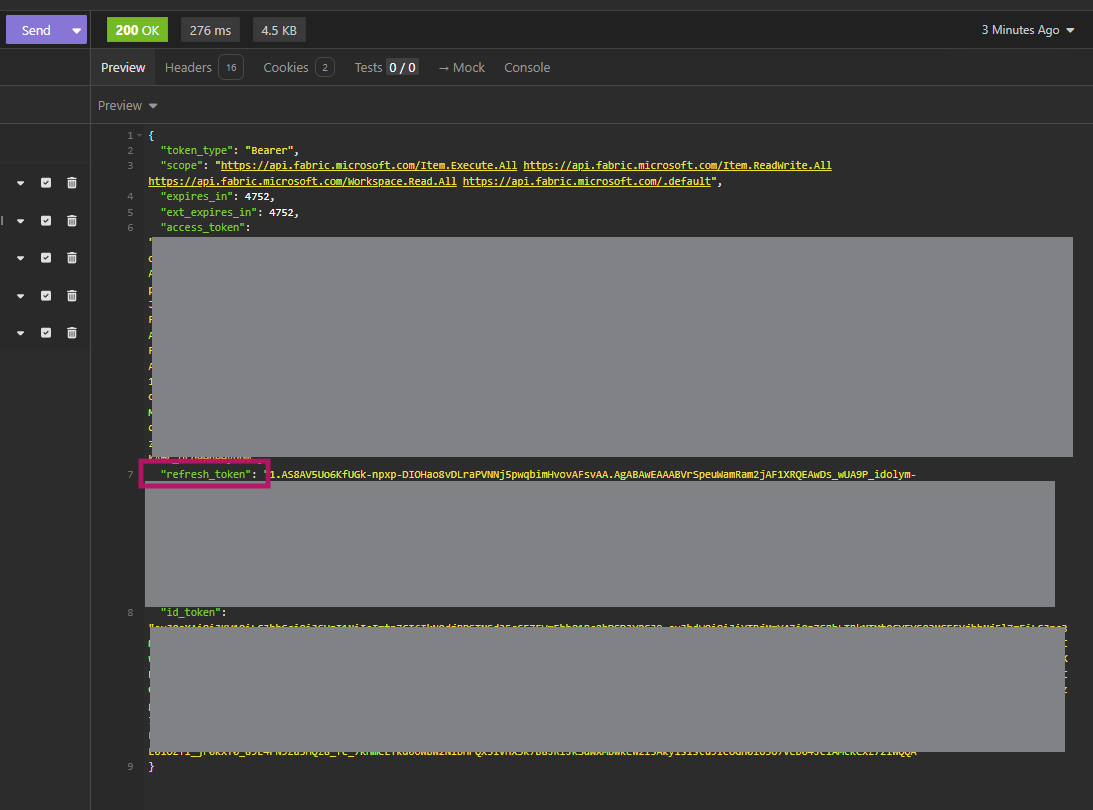 Send 200 OK 276 ms 4.5 KB 3 Minutes Ago
Preview Headers 16 Cookies 2 Tests 0 / 0 → Mock Console
Preview
1 {
2 "token_type": "Bearer",
3 "scope": "https://api.fabric.microsoft.com/Item.Execute.All https://api.fabric.microsoft.com/Item.ReadWrite.All
https://api.fabric.microsoft.com/Workspace.Read.All https://api.fabric.microsoft.com/.default",
4 "expires_in": 4752,
5 "ext_expires_in": 4752,
6 "access_token":
7 "refresh_token": "1.AS8AV5Uo6KfUGk-npxp-DIOHao8vDLraPVNNj5pwqbimHvovAFsvAA.AgABAwEAAABVrSpeuWamRam2jAF1XRQEAwDs_wUA9P_idolym-
8 "id_token":
9 }